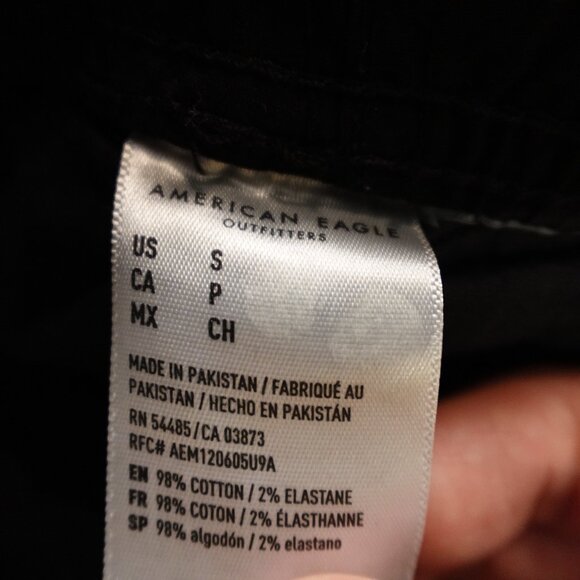 AMERICAN EAGLE
OUTFITTERS
US S
CA P
MX CH
MADE IN PAKISTAN / FABRIQUÉ AU
PAKISTAN / HECHO EN PAKISTÁN
RN 54485 / CA 03873
RFC# AEM120605U9A
EN 98% COTTON / 2% ELASTANE
FR 98% COTON / 2% ÉLASTHANNE
SP 98% algodón / 2% elastano